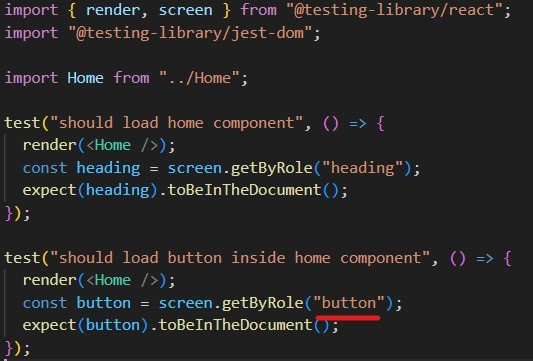 import { render, screen } from "@testing-library/react";
import "@testing-library/jest-dom";
import Home from "../Home";
test("should load home component", () => {
render(<Home />);
const heading = screen.getByRole("heading");
expect(heading).toBeInTheDocument();
});
test("should load button inside home component", () => {
render(<Home />);
const button = screen.getByRole("button");
expect(button).toBeInTheDocument();
});